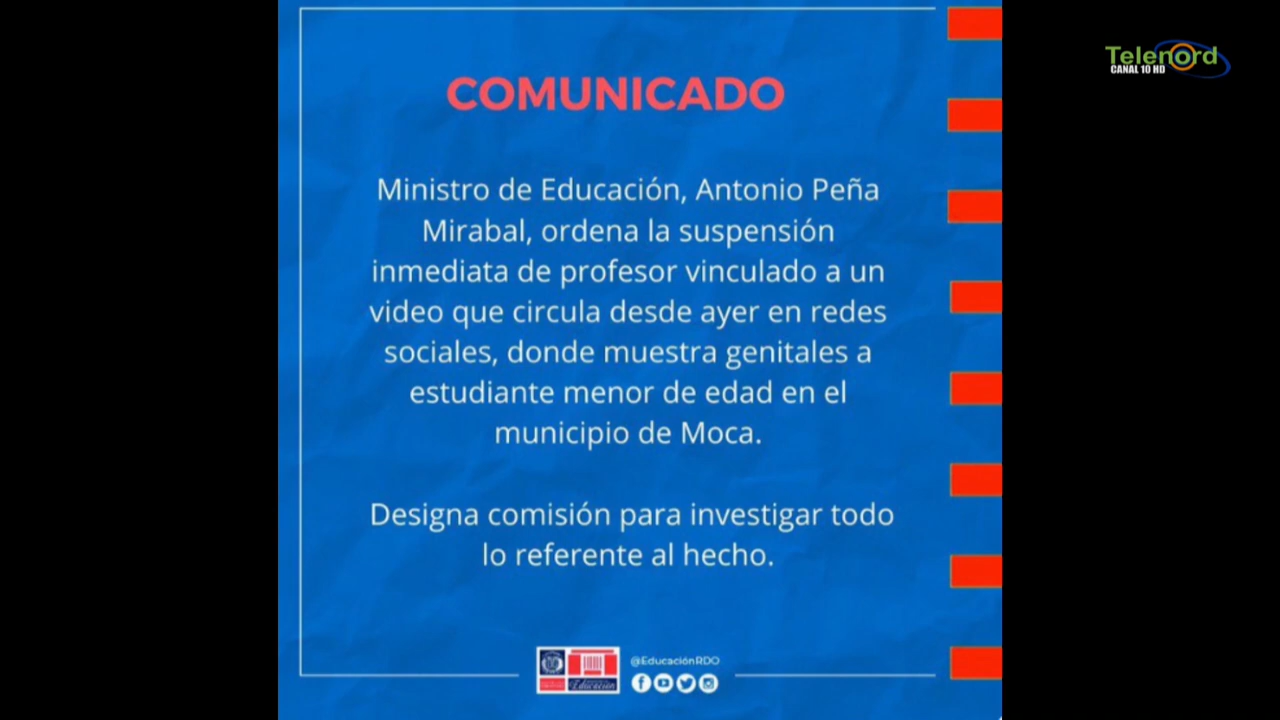 Telenord
CANAL 10 HD
COMUNICADO
Ministro de Educación, Antonio Peña
Mirabal, ordena la suspensión
inmediata de profesor vinculado a un
video que circula desde ayer en redes
sociales, donde muestra genitales a
estudiante menor de edad en el
municipio de Moca.
Designa comisión para investigar todo
lo referente al hecho.
@EducaciónRDO
Educación